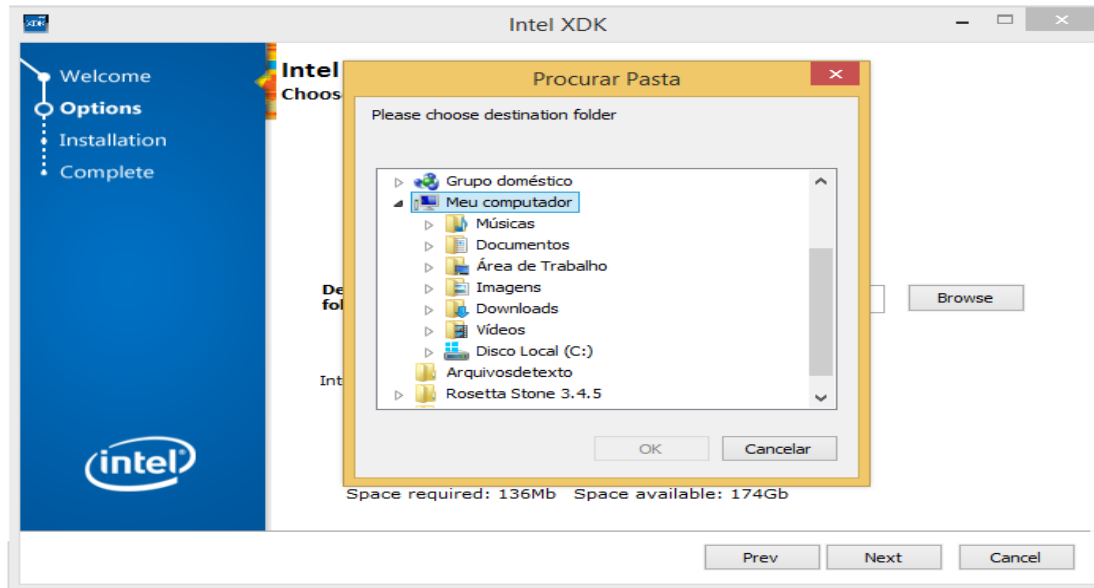 XDK
Intel XDK
Welcome
Options
Installation
Complete
intel
Intel
Choos
Procurar Pasta
Please choose destination folder
Grupo doméstico
Meu computador
Músicas
Documentos
Área de Trabalho
Imagens
Downloads
Vídeos
Disco Local (C:)
Arquivosdetexto
Rosetta Stone 3.4.5
OK Cancelar
De
fol
Browse
Int
Space required: 136Mb Space available: 174Gb
Prev Next Cancel